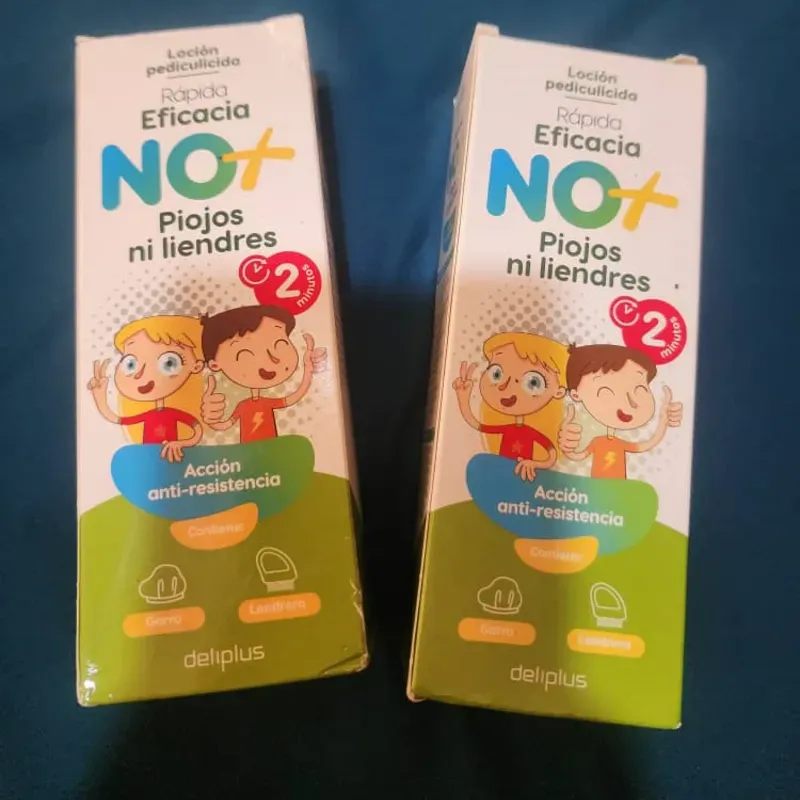 Loción
pediculicida
Rápida
Eficacia
NO+
Piojos
ni liendres
2
minutos
Acción
anti-resistencia
Contiene:
Gorro
Lendrera
deliplus
Loción
pediculicida
Rápida
Eficacia
NO+
Piojos
ni liendres
2
minutos
Acción
anti-resistencia
Contiene:
Gorro
Lendrera
deliplus